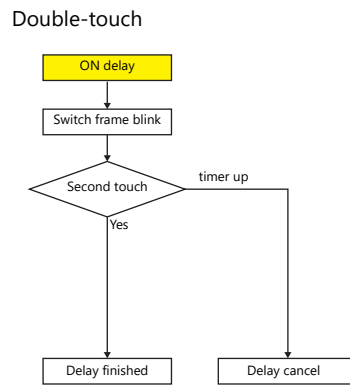 Double-touch
ON delay
Switch frame blink
Second touch
timer up
Yes
Delay finished
Delay cancel